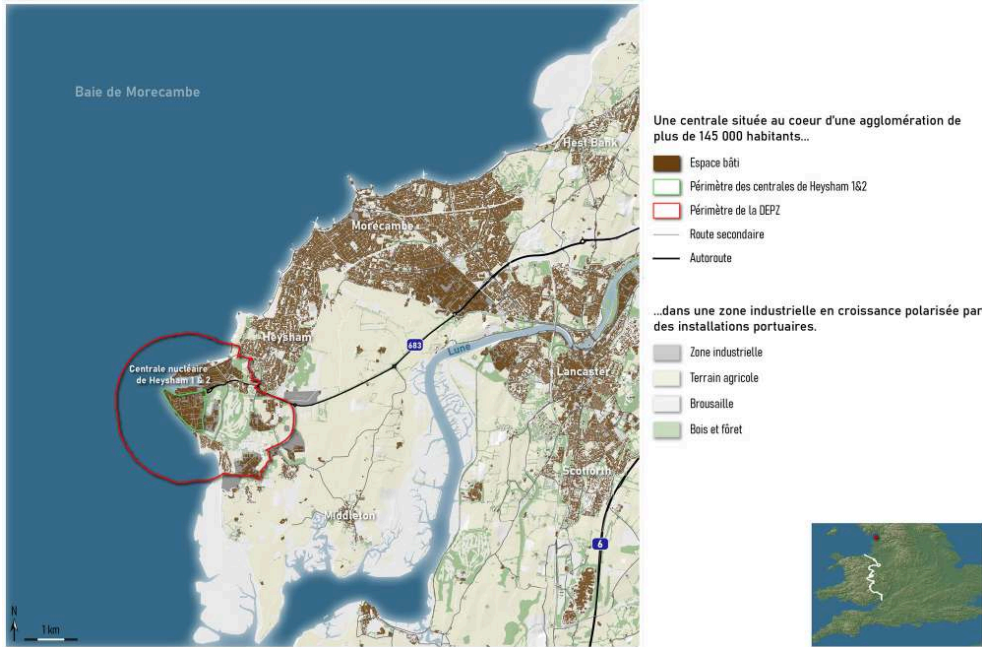 Baie de Morecambe
Hest Bank
Morecambe
Heysham
683
Lune
Centrale nucléaire
de Heysham 1 & 2
Lancaster
Scotforth
Middleton
6
N
1 km
Une centrale située au coeur d'une agglomération de
plus de 145 000 habitants...
Espace bâti
Périmètre des centrales de Heysham 1&2
Périmètre de la DEPZ
Route secondaire
Autoroute
...dans une zone industrielle en croissance polarisée par
des installations portuaires.
Zone industrielle
Terrain agricole
Brousaille
Bois et fôret